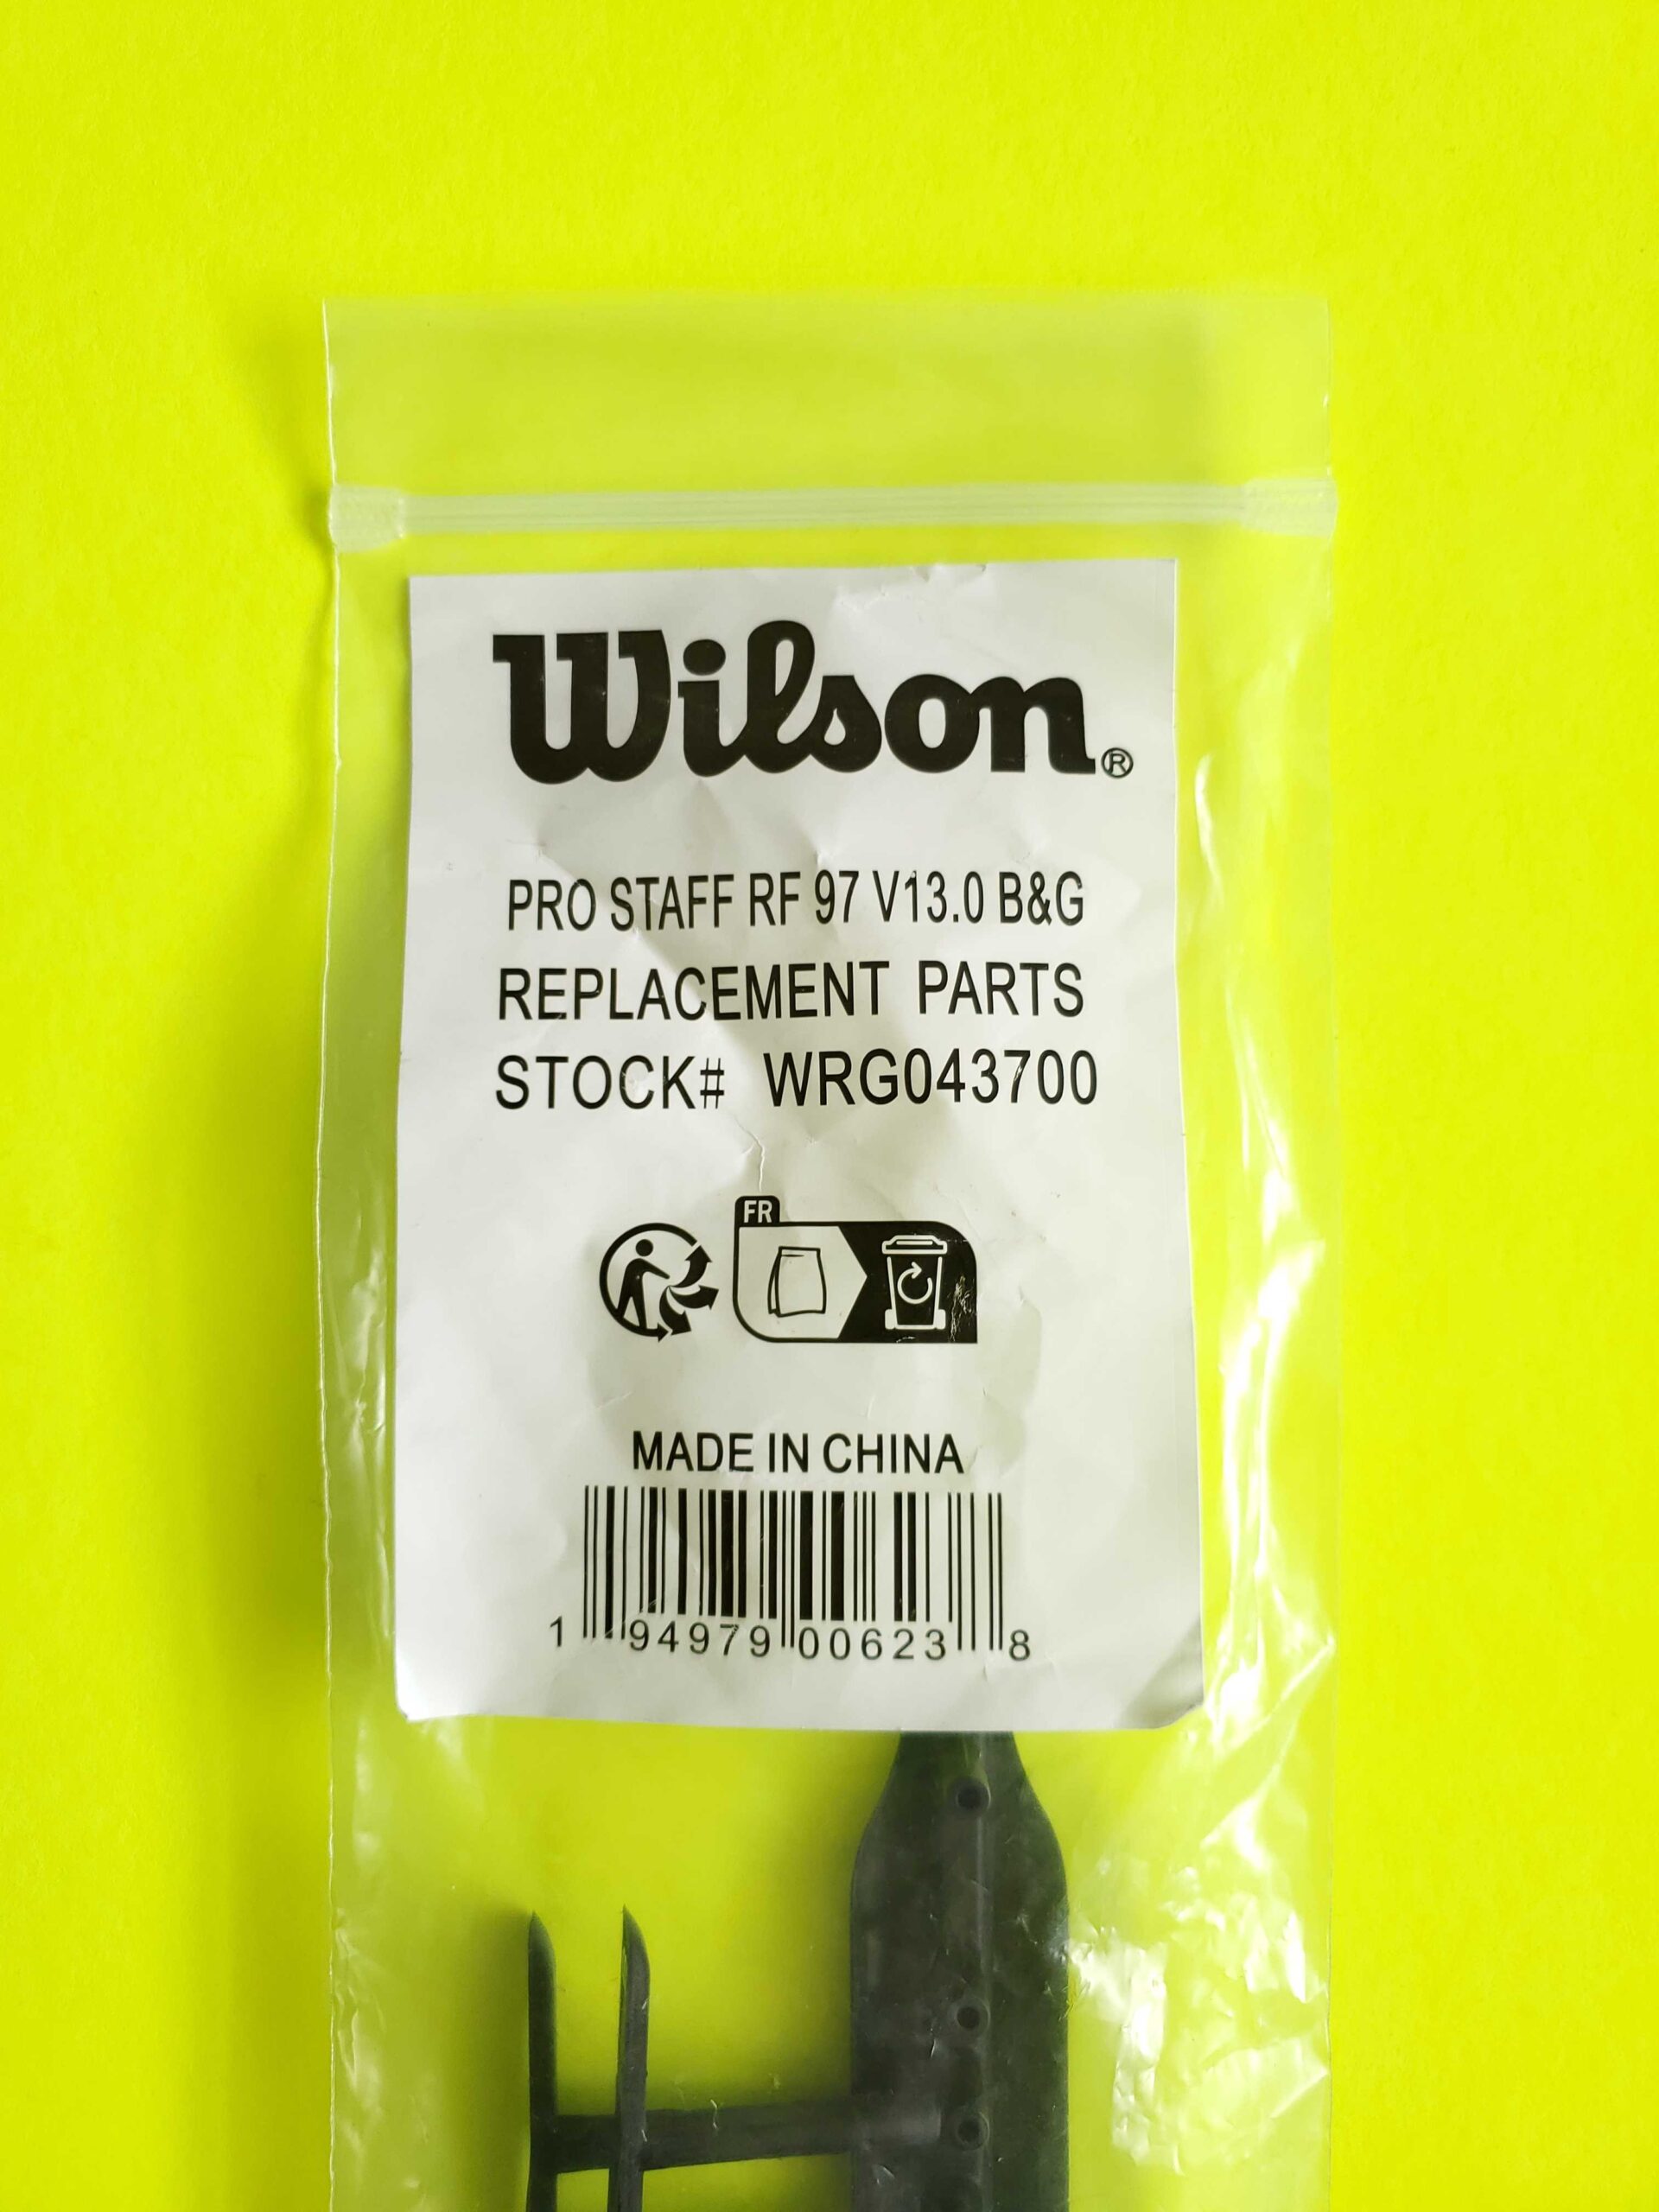 Wilson®
PRO STAFF RF 97 V13.0 B&G
REPLACEMENT PARTS
STOCK# WRG043700
FR
MADE IN CHINA
1 94979 00623 8